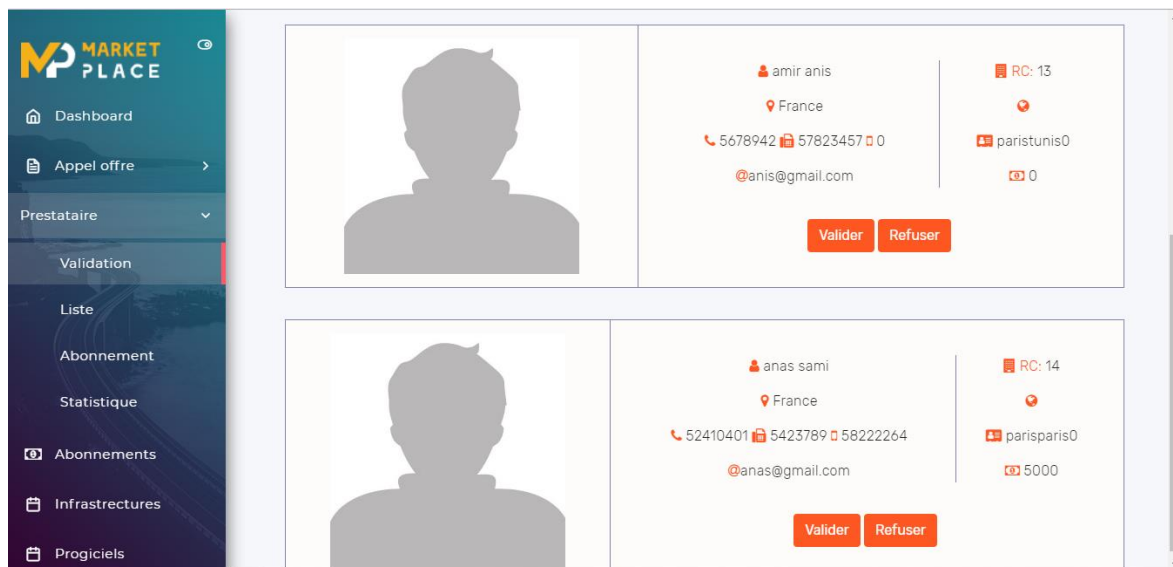 MP MARKET
PLACE
Dashboard
Appel offre
Prestataire
Validation
Liste
Abonnement
Statistique
Abonnements
Infrastrectures
Progiciels
amir anis
France
5678942 57823457 0
@anis@gmail.com
RC: 13
paristunis0
0
Valider Refuser
anas sami
France
52410401 5423789 58222264
@anas@gmail.com
RC: 14
parisparis0
5000
Valider Refuser